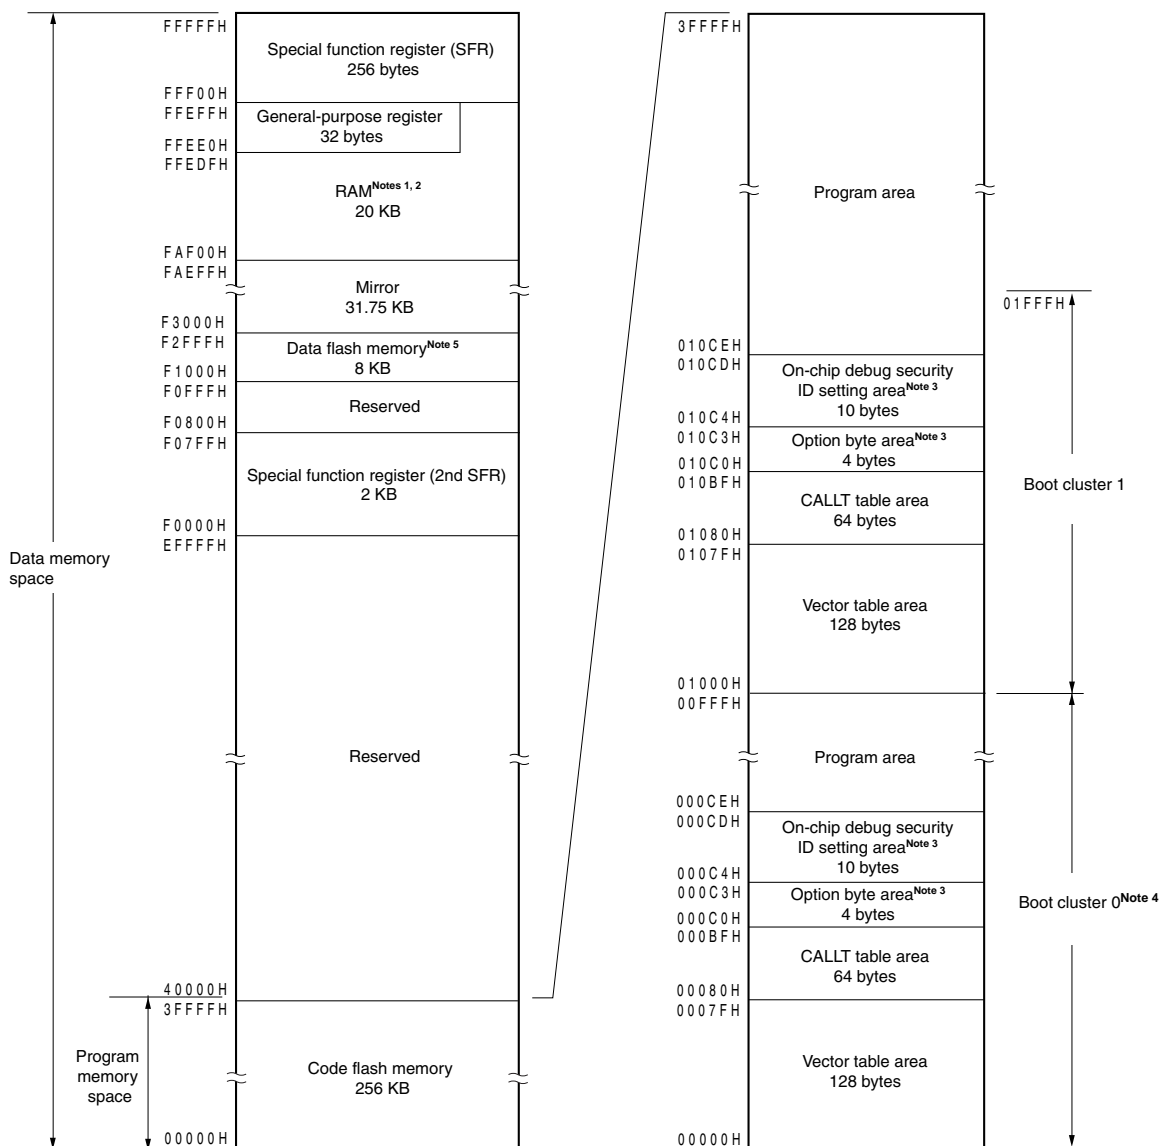 FFFFFH
Special function register (SFR)
256 bytes
FFF00H
FFEFFH
General-purpose register
32 bytes
FFEE0H
FFEDFH
RAMNotes 1, 2
20 KB
FAF00H
FAEFFH
Mirror
31.75 KB
F3000H
F2FFFH
Data flash memoryNote 5
8 KB
F1000H
F0FFFH
Reserved
F0800H
F07FFH
Special function register (2nd SFR)
2 KB
F0000H
EFFFFH
Data memory
space
Reserved
40000H
3FFFFH
Program
memory
space
Code flash memory
256 KB
00000H
3FFFFH
Program area
01FFFH
010CEH
010CDH
On-chip debug security
ID setting areaNote 3
10 bytes
010C4H
010C3H
Option byte areaNote 3
4 bytes
010C0H
010BFH
CALLT table area
64 bytes
Boot cluster 1
01080H
0107FH
Vector table area
128 bytes
01000H
00FFFH
Program area
000CEH
000CDH
On-chip debug security
ID setting areaNote 3
10 bytes
000C4H
000C3H
Option byte areaNote 3
4 bytes
Boot cluster 0Note 4
000C0H
000BFH
CALLT table area
64 bytes
00080H
0007FH
Vector table area
128 bytes
00000H